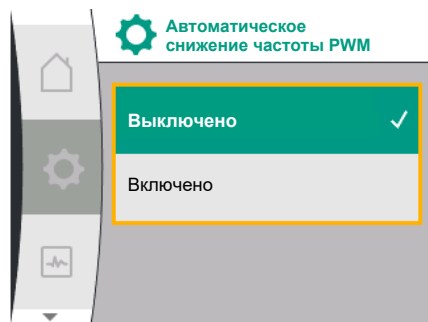 Автоматическое
снижение частоты PWM
Выключено
Включено